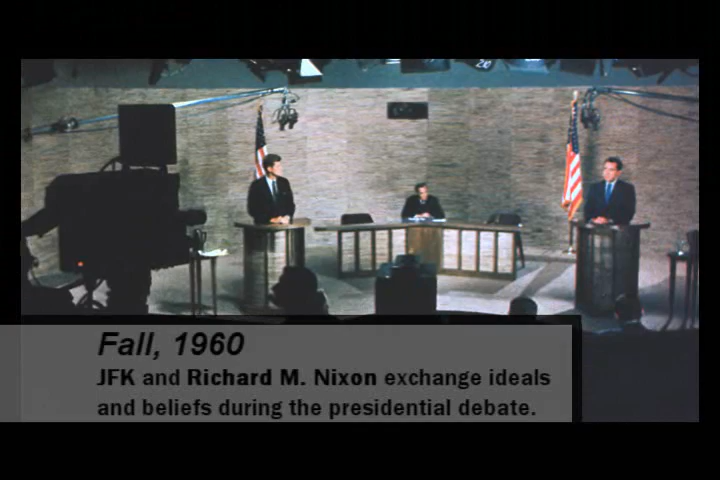 Fall, 1960
JFK and Richard M. Nixon exchange ideals
and beliefs during the presidential debate.